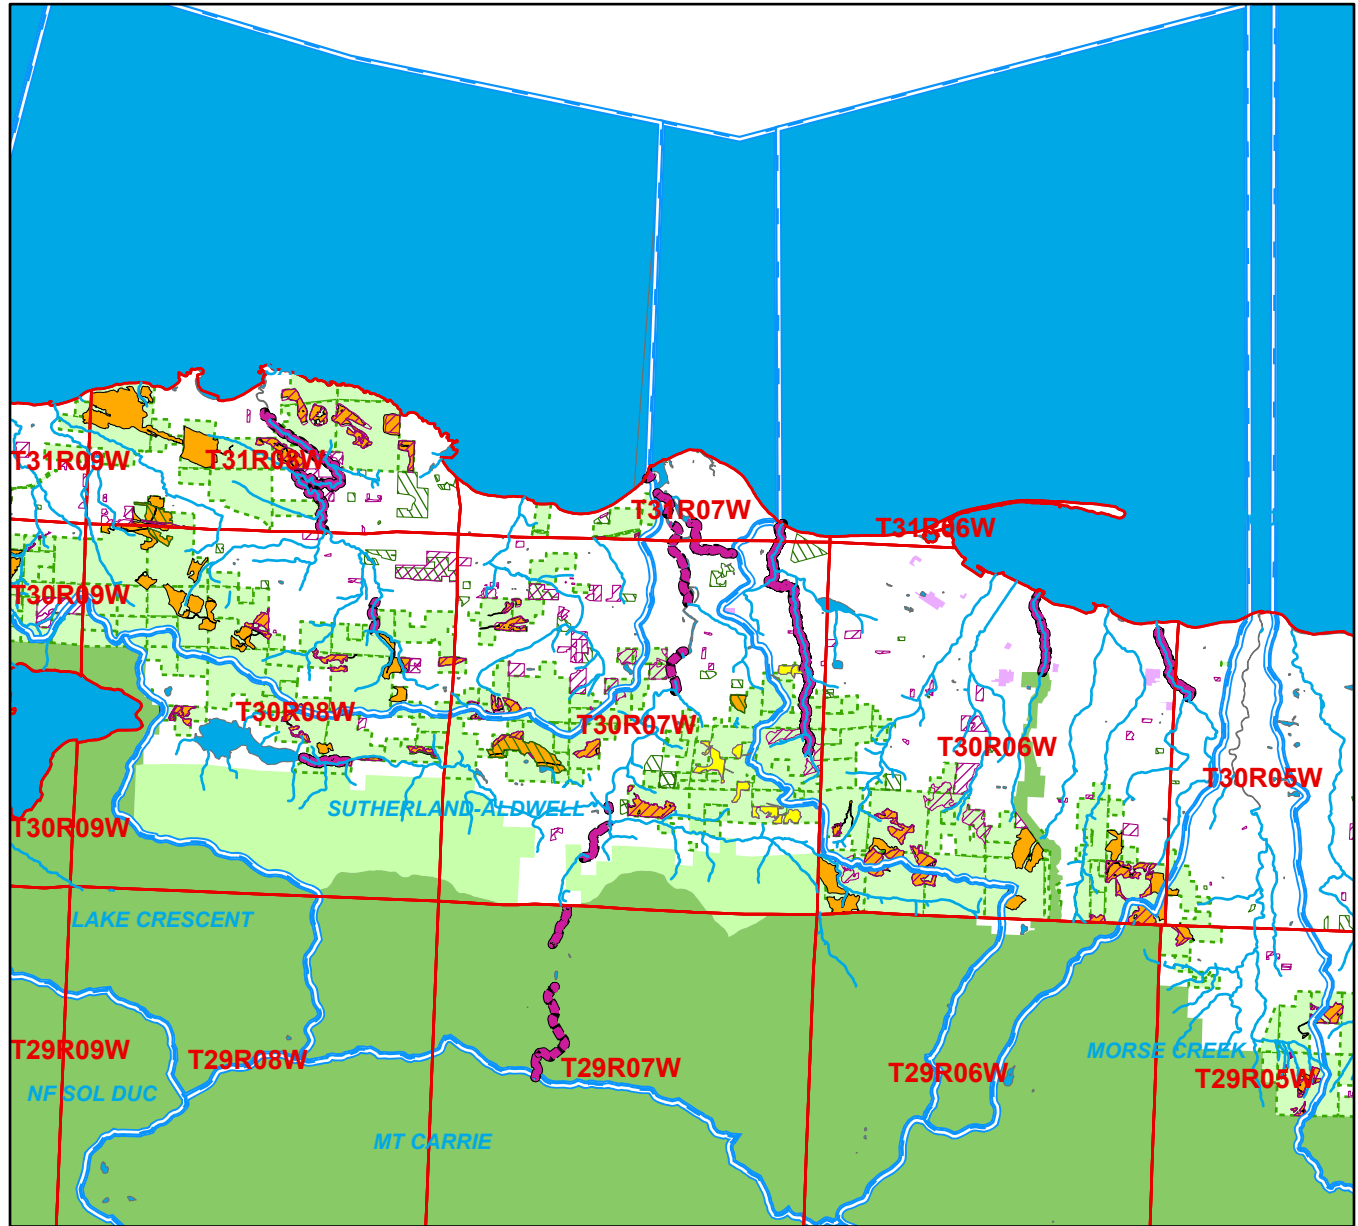 T31R09W
T31R08W
T31R07W
T31R06W
T30R09W
T30R08W
T30R07W
T30R06W
T30R05W
SUTHERLAND-ALDWELL
T30R09W
LAKE CRESCENT
T29R09W
T29R08W
T29R07W
T29R06W
MORSE CREEK
T29R05W
NF SOL DUC
MT CARRIE